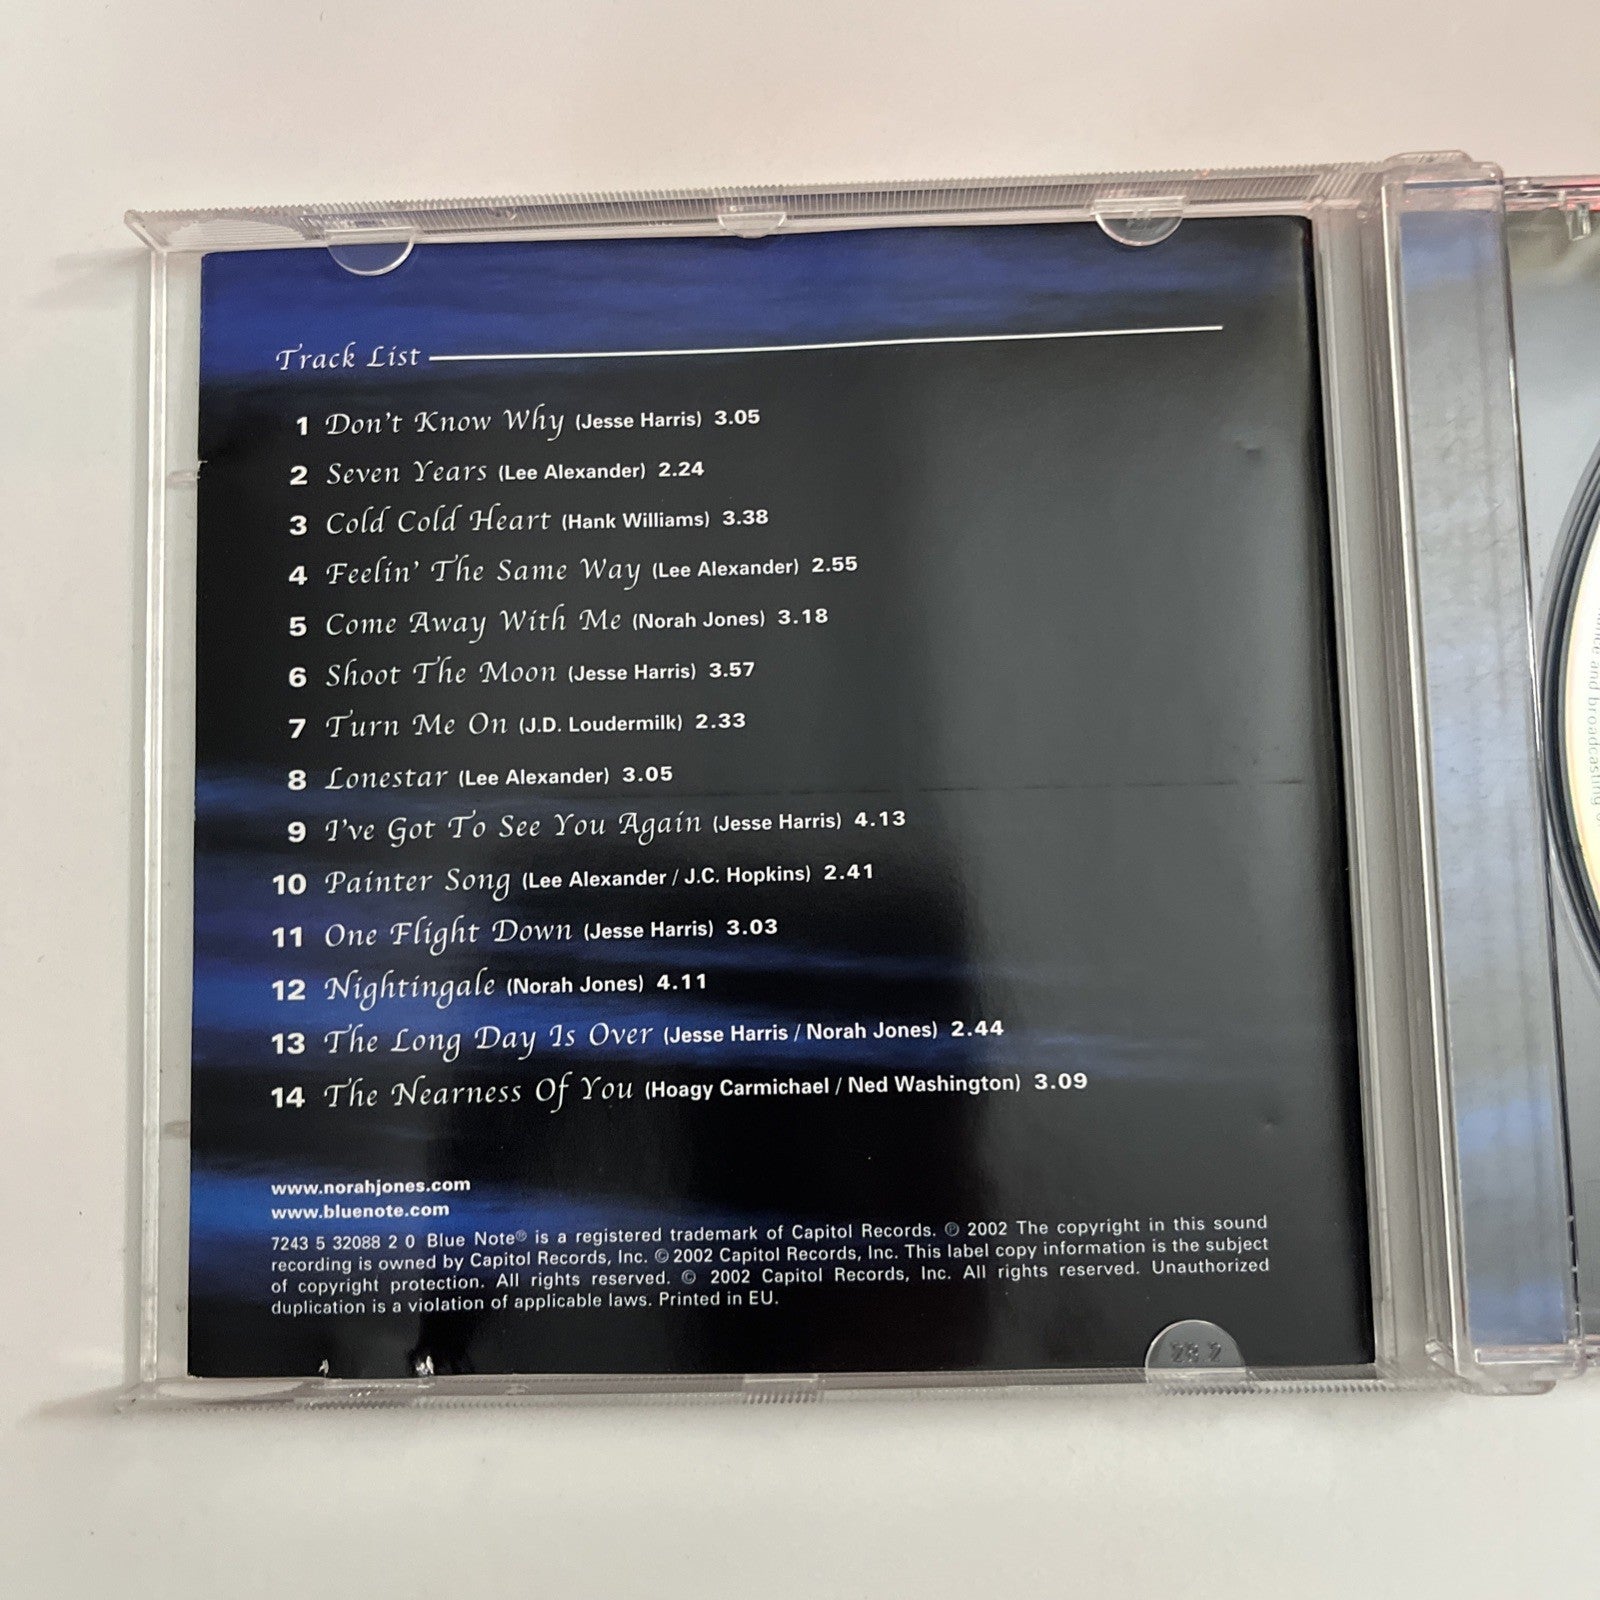 Track List
1 Don't Know Why (Jesse Harris) 3.05
2 Seven Years (Lee Alexander) 2.24
3 Cold Cold Heart (Hank Williams) 3.38
4 Feelin' The Same Way (Lee Alexander) 2.55
5 Come Away With Me (Norah Jones) 3.18
6 Shoot The Moon (Jesse Harris) 3.57
7 Turn Me On (J.D. Loudermilk) 2.33
8 Lonestar (Lee Alexander) 3.05
9 I've Got To See You Again (Jesse Harris) 4.13
10 Painter Song (Lee Alexander / J.C. Hopkins) 2.41
11 One Flight Down (Jesse Harris) 3.03
12 Nightingale (Norah Jones) 4.11
13 The Long Day Is Over (Jesse Harris / Norah Jones) 2.44
14 The Nearness Of You (Hoagy Carmichael / Ned Washington) 3.09
www.norahjones.com
www.bluenote.com
7243 5 32088 2 0 Blue Note® is a registered trademark of Capitol Records. ℗ 2002 The copyright in this sound
recording is owned by Capitol Records, Inc. © 2002 Capitol Records, Inc. This label copy information is the subject
of copyright protection. All rights reserved. © 2002 Capitol Records, Inc. All rights reserved. Unauthorized
duplication is a violation of applicable laws. Printed in EU.
and broadcasting